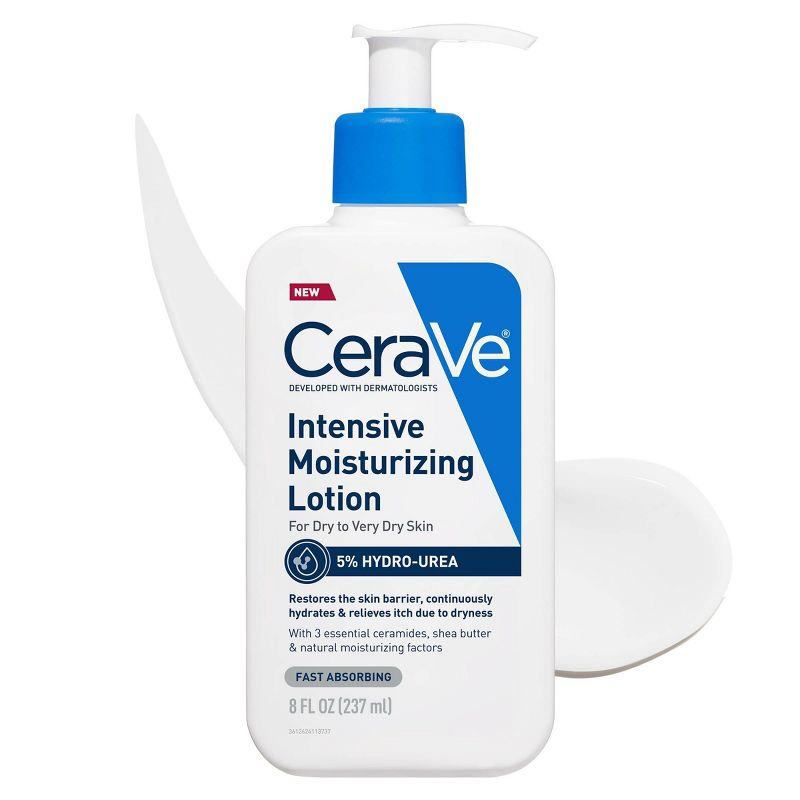 NEW
CeraVe®
DEVELOPED WITH DERMATOLOGISTS
Intensive
Moisturizing
Lotion
For Dry to Very Dry Skin
5% HYDRO-UREA
Restores the skin barrier, continuously
hydrates & relieves itch due to dryness
With 3 essential ceramides, shea butter
& natural moisturizing factors
FAST ABSORBING
8 FL OZ (237 ml)